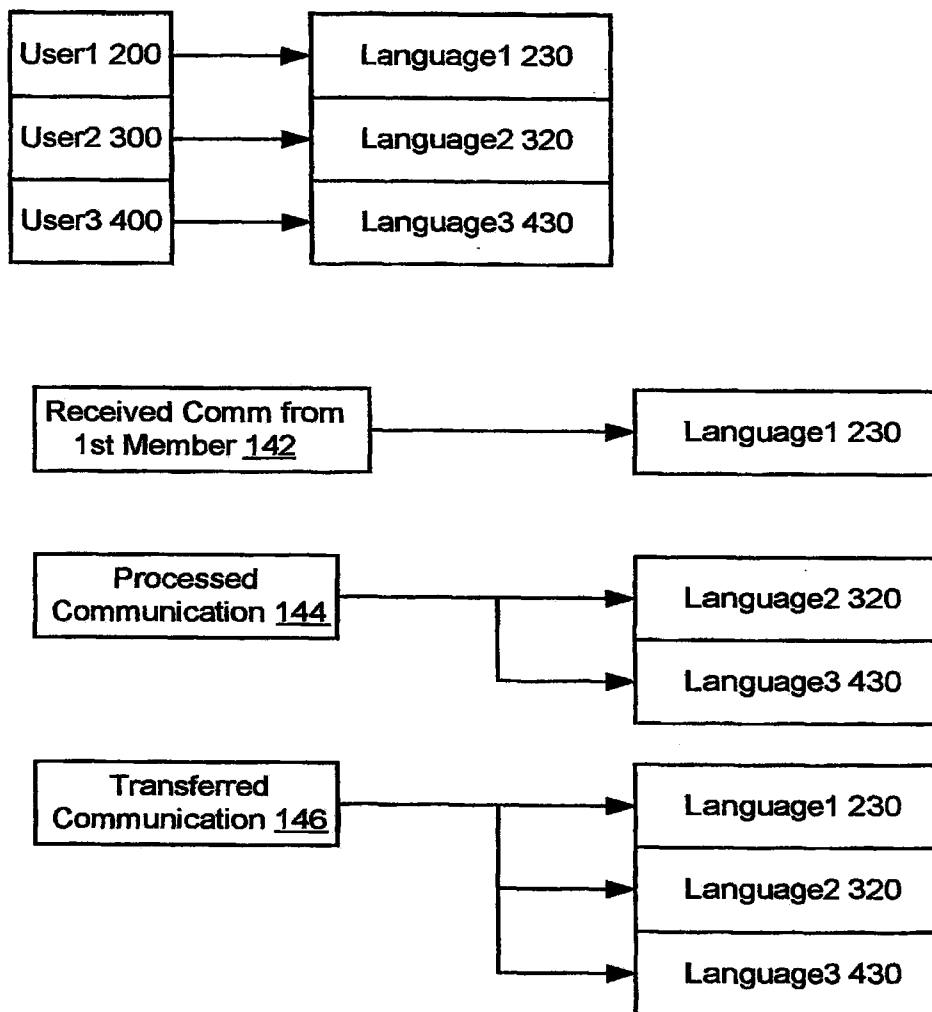 User1 200
Language1 230
User2 300
Language2 320
User3 400
Language3 430
Received Comm from
1st Member 142
Language1 230
Processed
Communication 144
Language2 320
Language3 430
Transferred
Communication 146
Language1 230
Language2 320
Language3 430